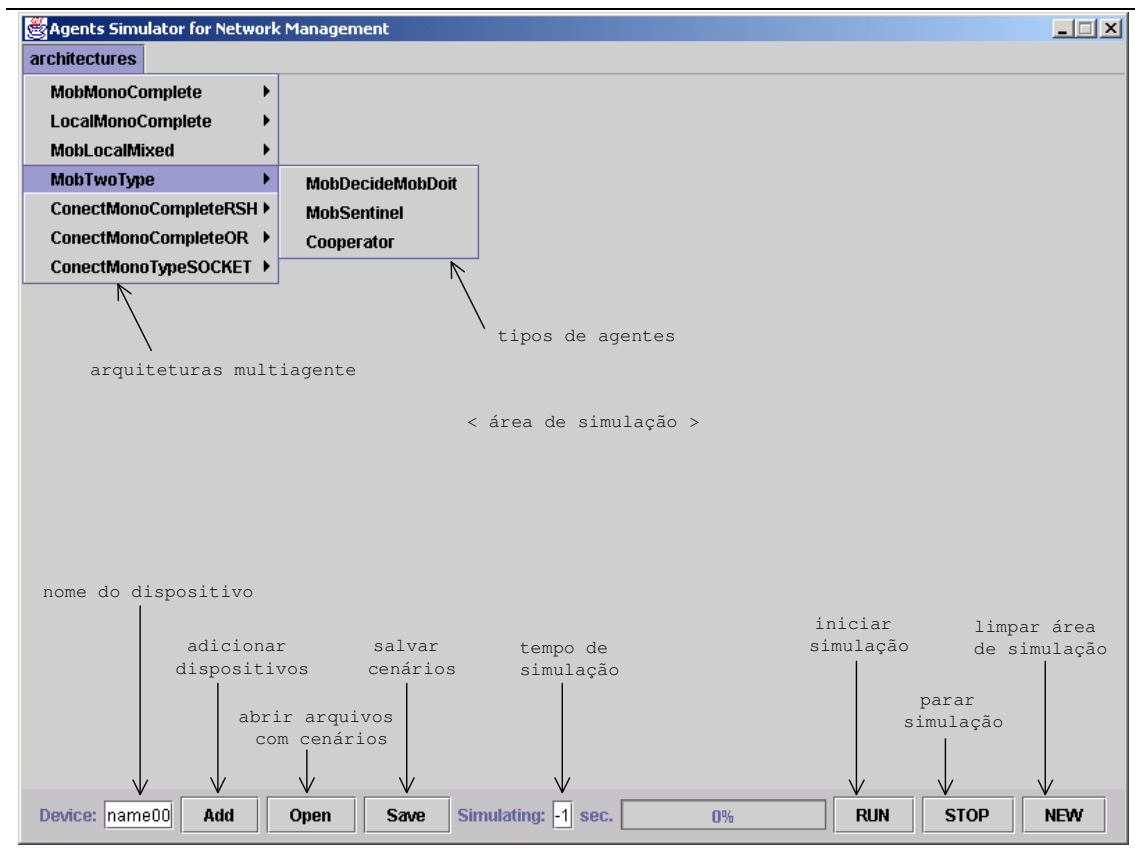 Agents Simulator for Network Management
architectures
MobMonoComplete
LocalMonoComplete
MobLocalMixed
MobTwoType
MobDecideMobDoit
ConectMonoCompleteRSH
MobSentinel
ConectMonoCompleteOR
Cooperator
ConectMonoTypeSOCKET
tipos de agentes
arquiteturas multiagente
< área de simulação >
nome do dispositivo
adicionar
dispositivos
salvar
cenários
tempo de
simulação
iniciar
simulação
limpar área
de simulação
abrir arquivos
com cenários
parar
simulação
Device: name00 Add Open Save Simulating: -1 sec. 0% RUN STOP NEW